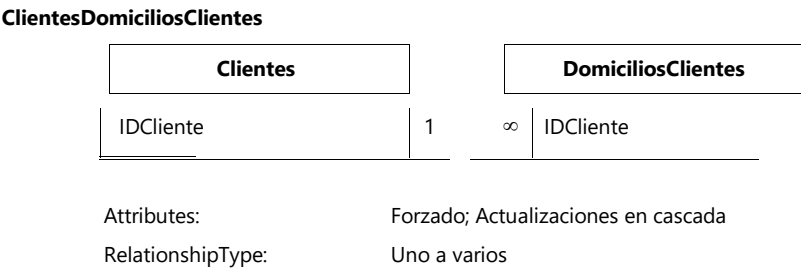 ClientesDomiciliosClientes
Clientes DomiciliosClientes
IDCliente 1 ∞ IDCliente
Attributes: Forzado; Actualizaciones en cascada
RelationshipType: Uno a varios